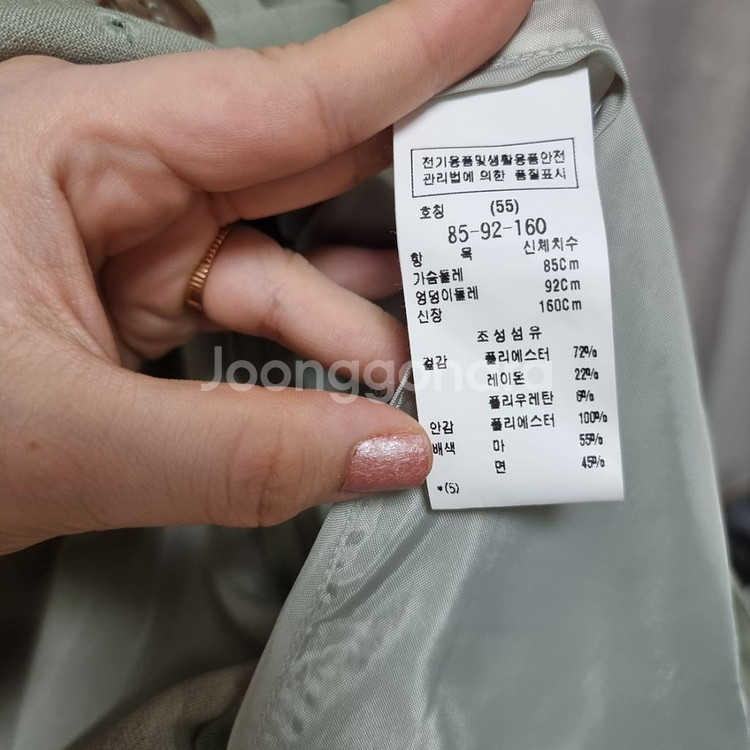 전기용품및생활용품안전
관리법에 의한 품질표시
호칭 (55)
85-92-160
항 목 신체치수
가슴둘레 85Cm
엉덩이둘레 92Cm
신장 160Cm
조성섬유
겉감 폴리에스터 72%
레이온 22%
폴리우레탄 6%
안감 폴리에스터 100%
배색 마 55%
면 45%
*(5)
Joonggonara